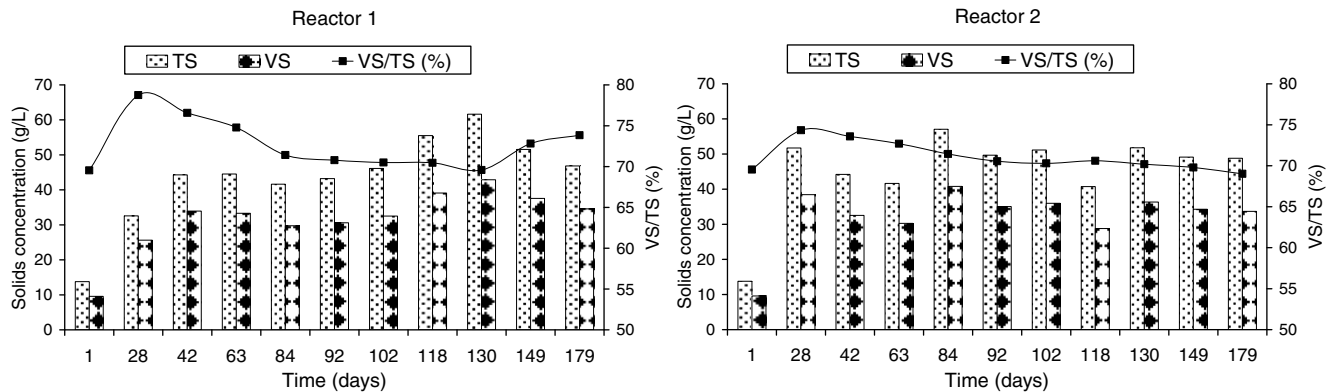 Reactor 1
TS VS VS/TS (%)
70
60
50
40
30
20
10
0
Solids concentration (g/L)
80
75
70
65
60
55
50
VS/TS (%)
1 28 42 63 84 92 102 118 130 149 179
Time (days)
Reactor 2
TS VS VS/TS (%)
70
60
50
40
30
20
10
0
Solids concentration (g/L)
80
75
70
65
60
55
50
VS/TS (%)
1 28 42 63 84 92 102 118 130 149 179
Time (days)